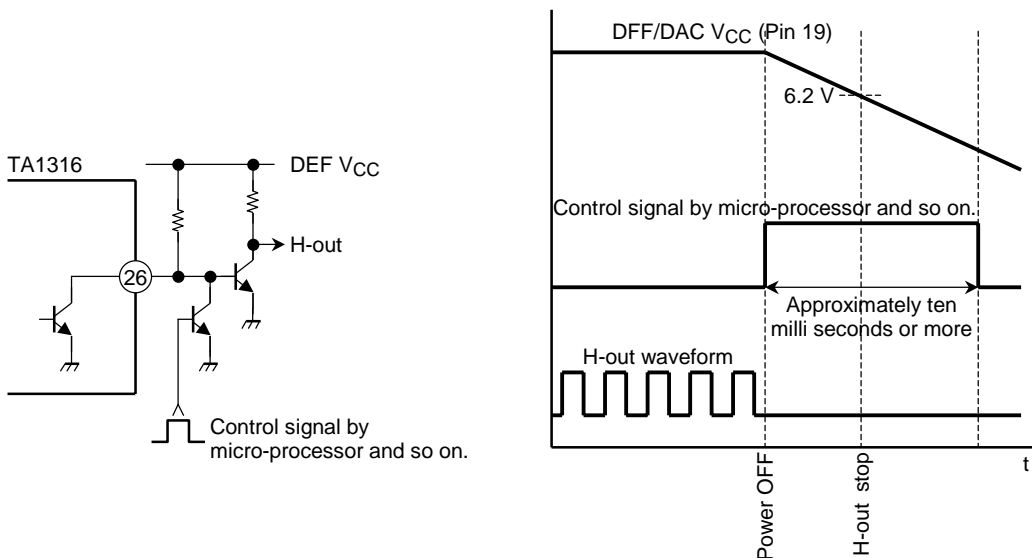 TA1316
DEF VCC
H-out
26
Control signal by
micro-processor and so on.
DFF/DAC VCC (Pin 19)
6.2 V
Control signal by micro-processor and so on.
Approximately ten
milli seconds or more
H-out waveform
t
Power OFF
H-out stop